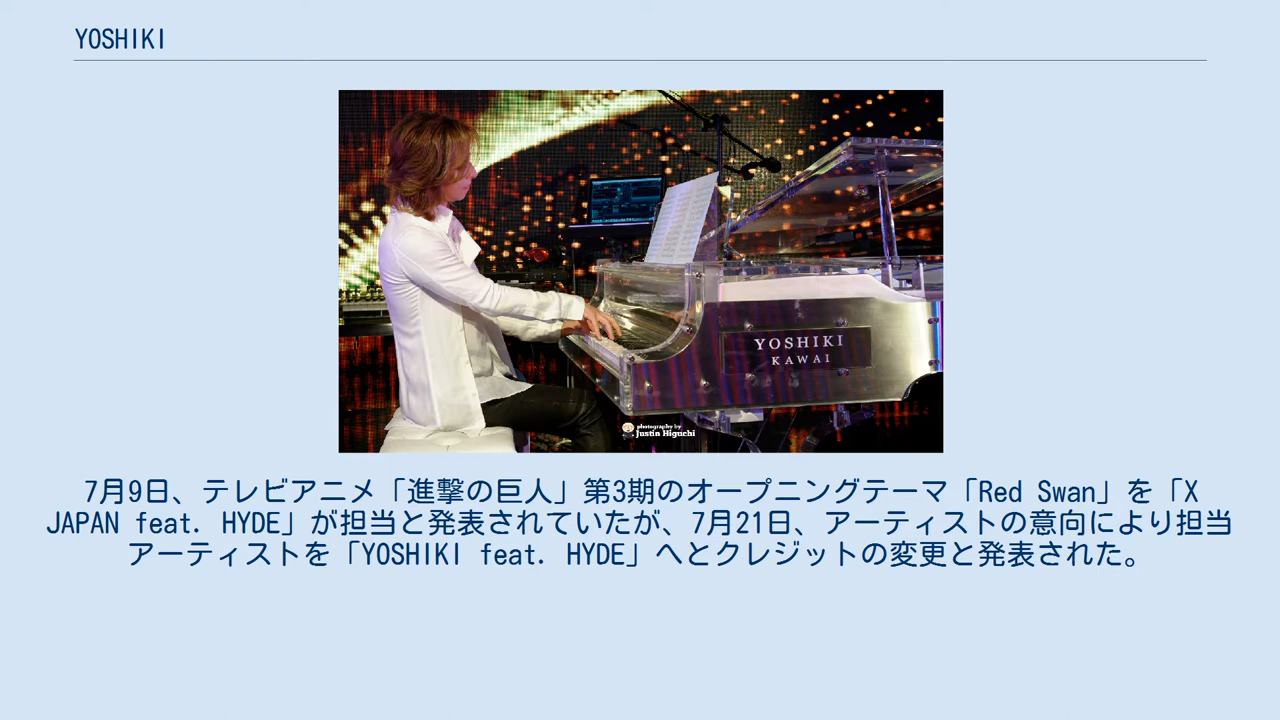 YOSHIKI
YOSHIKI
KAWAI
photography by
Justin Higuchi
7月9日、テレビアニメ「進撃の巨人」第3期のオープニングテーマ「Red Swan」を「X
JAPAN feat. HYDE」が担当と発表されていたが、7月21日、アーティストの意向により担当
アーティストを「YOSHIKI feat. HYDE」へとクレジットの変更と発表された。